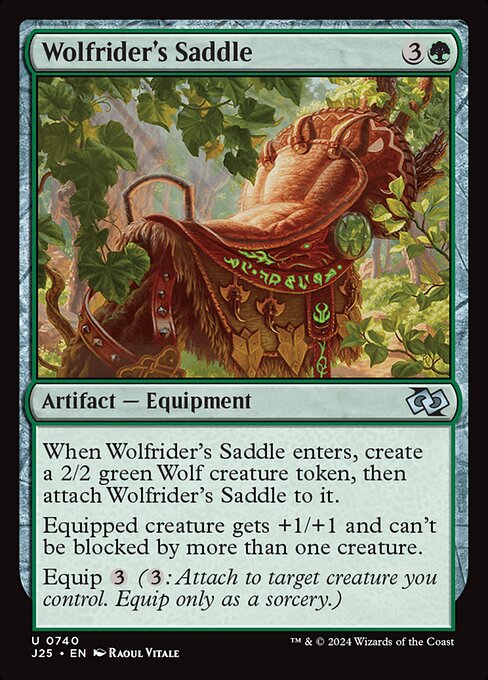 Wolfrider's Saddle 3
Artifact — Equipment
When Wolfrider's Saddle enters, create
a 2/2 green Wolf creature token, then
attach Wolfrider's Saddle to it.
Equipped creature gets +1/+1 and can't
be blocked by more than one creature.
Equip 3 (3: Attach to target creature you
control. Equip only as a sorcery.)
U 0740
J25 • EN Raoul Vitale
™ & © 2024 Wizards of the Coast